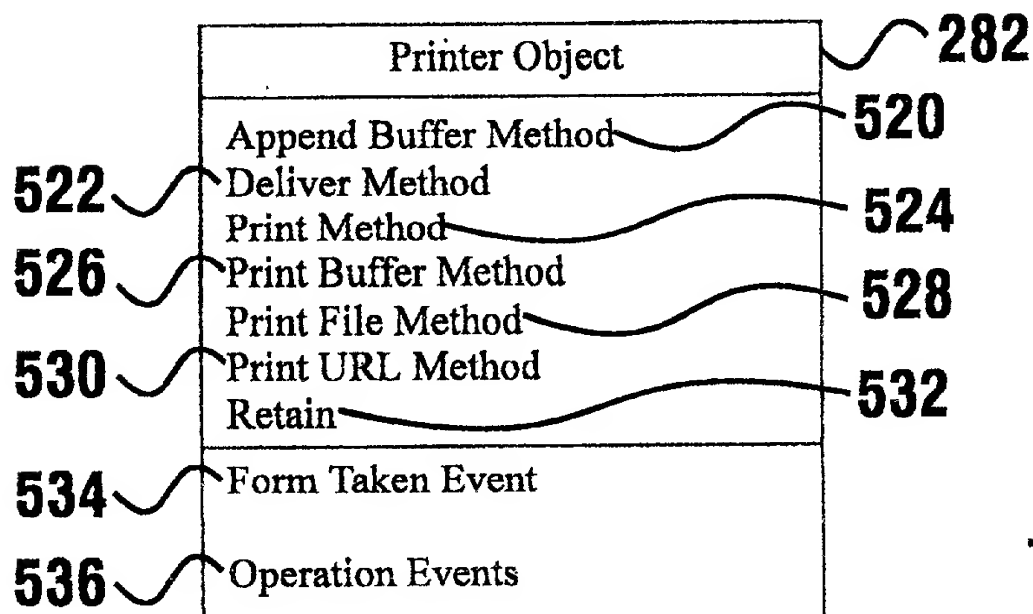 Printer Object 282
Append Buffer Method 520
522 Deliver Method
Print Method 524
526 Print Buffer Method
Print File Method 528
530 Print URL Method
Retain 532
534 Form Taken Event
536 Operation Events